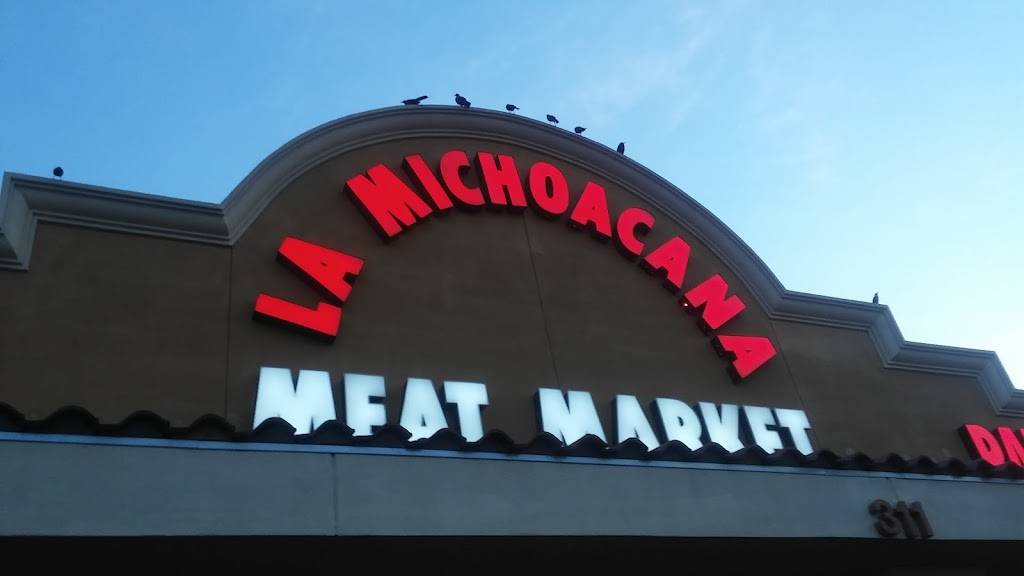 LA MICHOACANA
MEAT MARKET
311